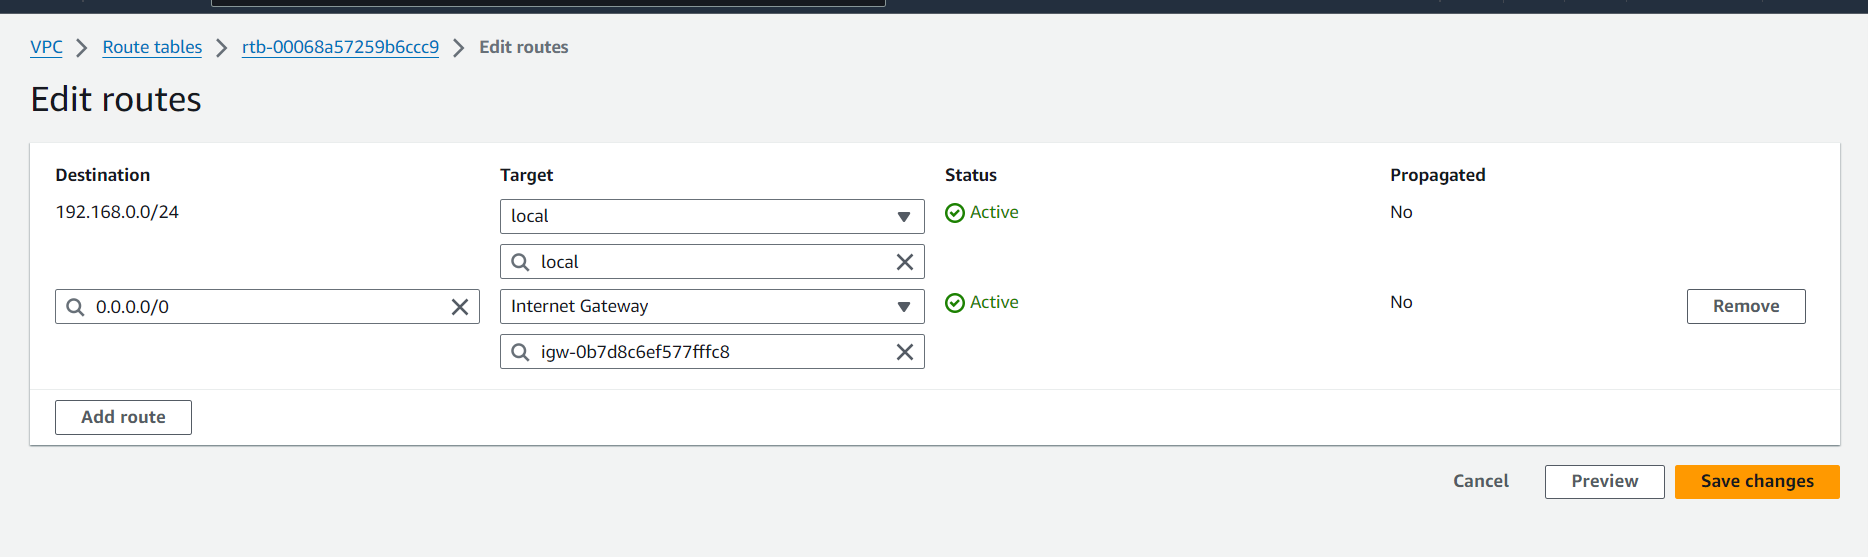 VPC > Route tables > rtb-00068a57259b6ccc9 > Edit routes
Edit routes
Destination Target Status Propagated
192.168.0.0/24 local Active No
local
0.0.0.0/0 Internet Gateway Active No Remove
igw-0b7d8c6ef577fffc8
Add route
Cancel Preview Save changes